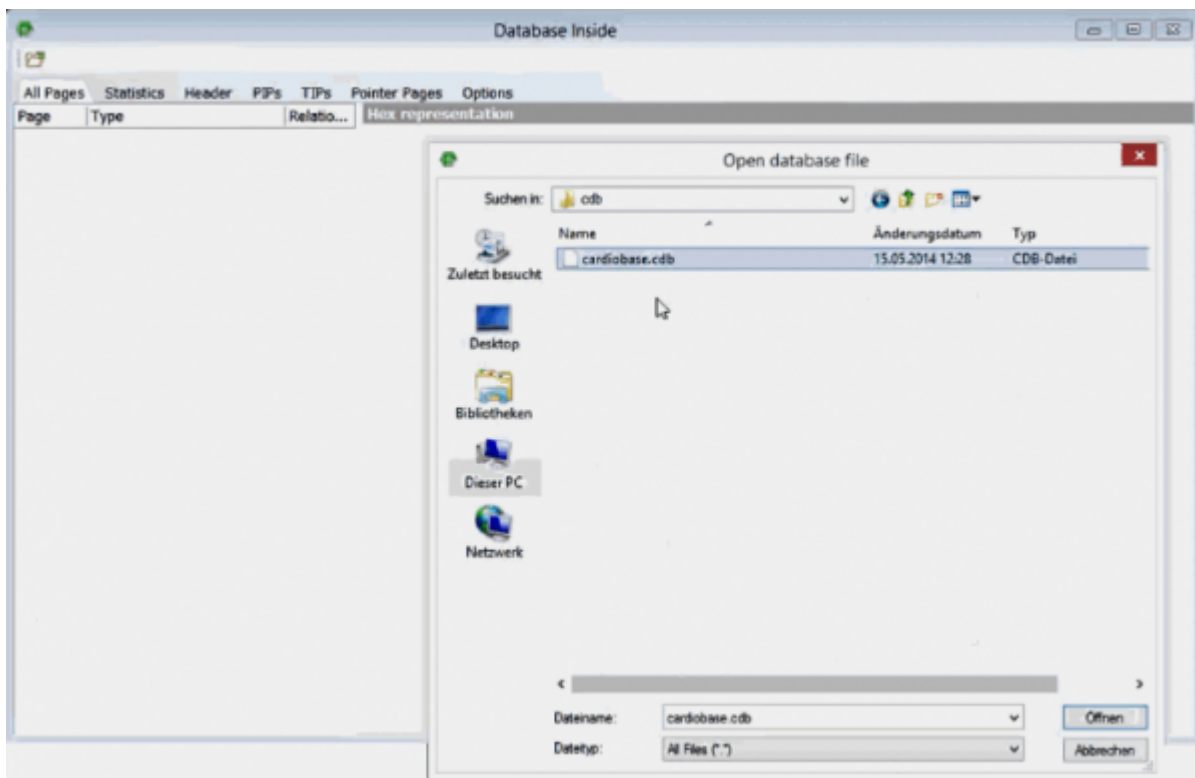 Database Inside
All Pages Statistics Header PIPs TIPs Pointer Pages Options
Page Type Relatio... Hex representation
Open database file
Suchen in: cdb
Name Änderungsdatum Typ
cardiobase.cdb 15.05.2014 12:28 CDB-Datei
Zuletzt besucht
Desktop
Bibliotheken
Dieser PC
Netzwerk
Dateiname: cardiobase.cdb Öffnen
Dateityp: All Files (*.*) Abbrechen